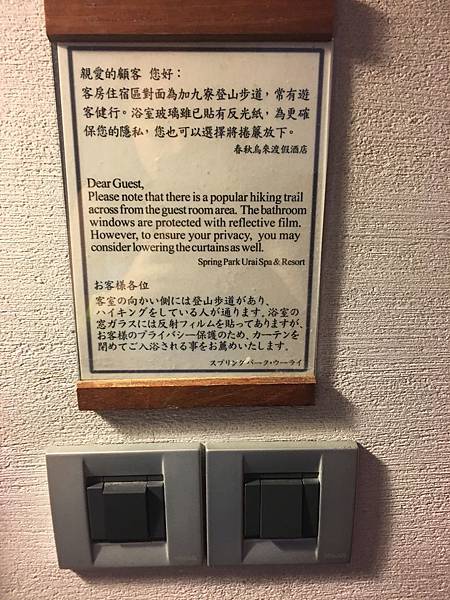 親愛的顧客 您好：
客房住宿區對面為加九寮登山步道，常有遊
客健行。浴室玻璃雖已貼有反光紙，為更確
保您的隱私，您也可以選擇將捲簾放下。
春秋烏來渡假酒店
Dear Guest,
Please note that there is a popular hiking trail
across from the guest room area. The bathroom
windows are protected with reflective film.
However, to ensure your privacy, you may
consider lowering the curtains as well.
Spring Park Urai Spa & Resort
お客様各位
客室の向かい側には登山歩道があり、
ハイキングをしている人が通ります。浴室の
窓ガラスには反射フィルムを貼ってありますが、
お客様のプライバシー保護のため、カーテンを
閉めてご入浴される事をお薦めいたします。
スプリングパーク・ウーライ